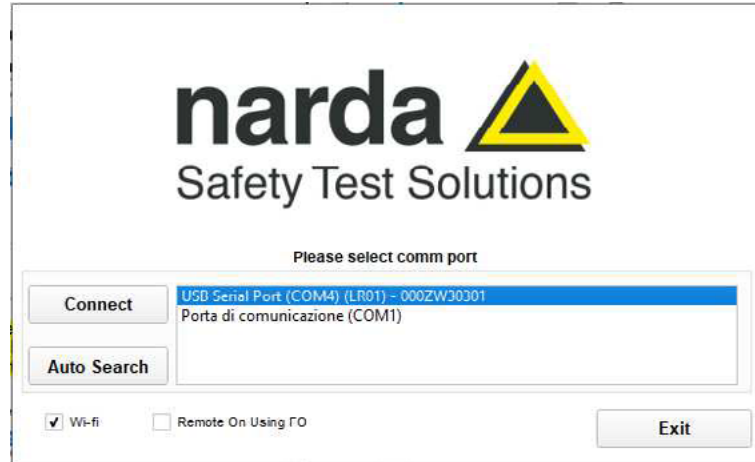 narda
Safety Test Solutions
Please select comm port
Connect
USB Serial Port (COM4) (LR01) - 000ZW30301
Porta di comunicazione (COM1)
Auto Search
Wi-fi
Remote On Using FO
Exit